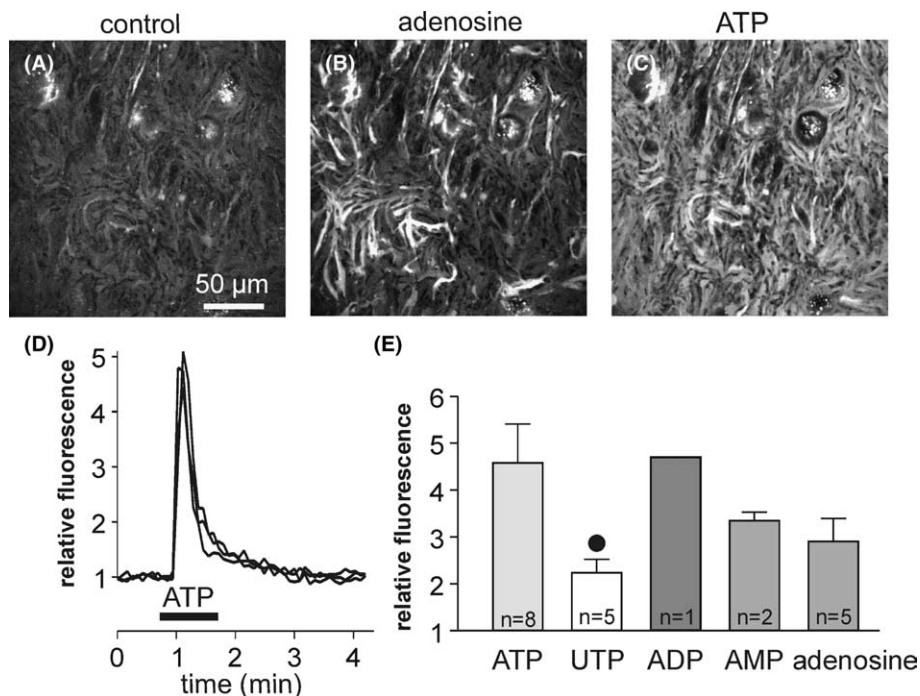 control adenosine ATP
(A) (B) (C)
50 µm
(D)
relative fluorescence
5
4
3
2
1
ATP
0 1 2 3 4
time (min)
(E)
relative fluorescence
6
5
4
3
2
1
n=8 n=5 n=1 n=2 n=5
ATP UTP ADP AMP adenosine